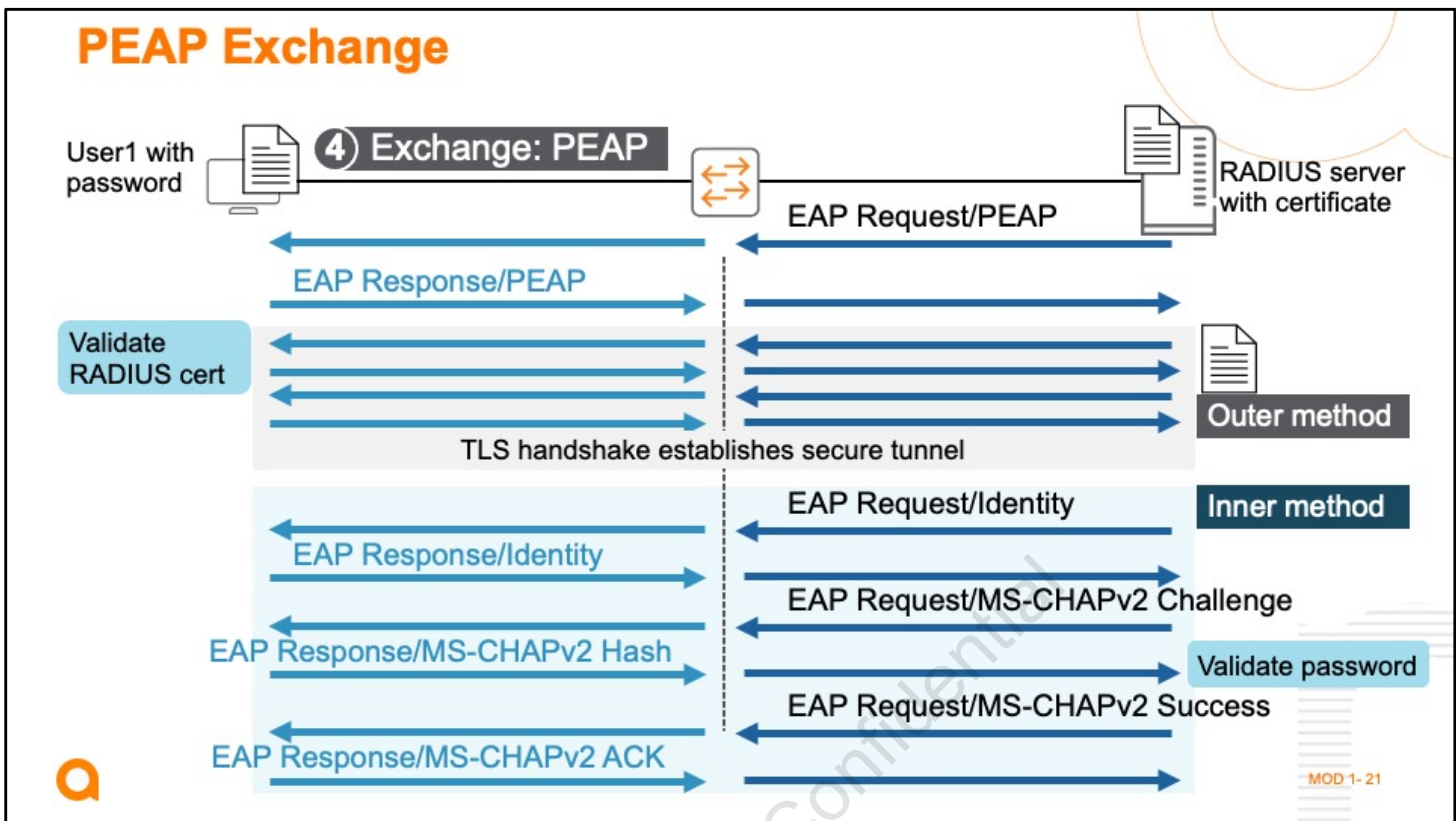 PEAP Exchange
User1 with
password
4 Exchange: PEAP
RADIUS server
with certificate
EAP Request/PEAP
EAP Response/PEAP
Validate
RADIUS cert
Outer method
TLS handshake establishes secure tunnel
EAP Request/Identity
Inner method
EAP Response/Identity
EAP Request/MS-CHAPv2 Challenge
EAP Response/MS-CHAPv2 Hash
Validate password
EAP Request/MS-CHAPv2 Success
EAP Response/MS-CHAPv2 ACK
Confidential
MOD 1- 21